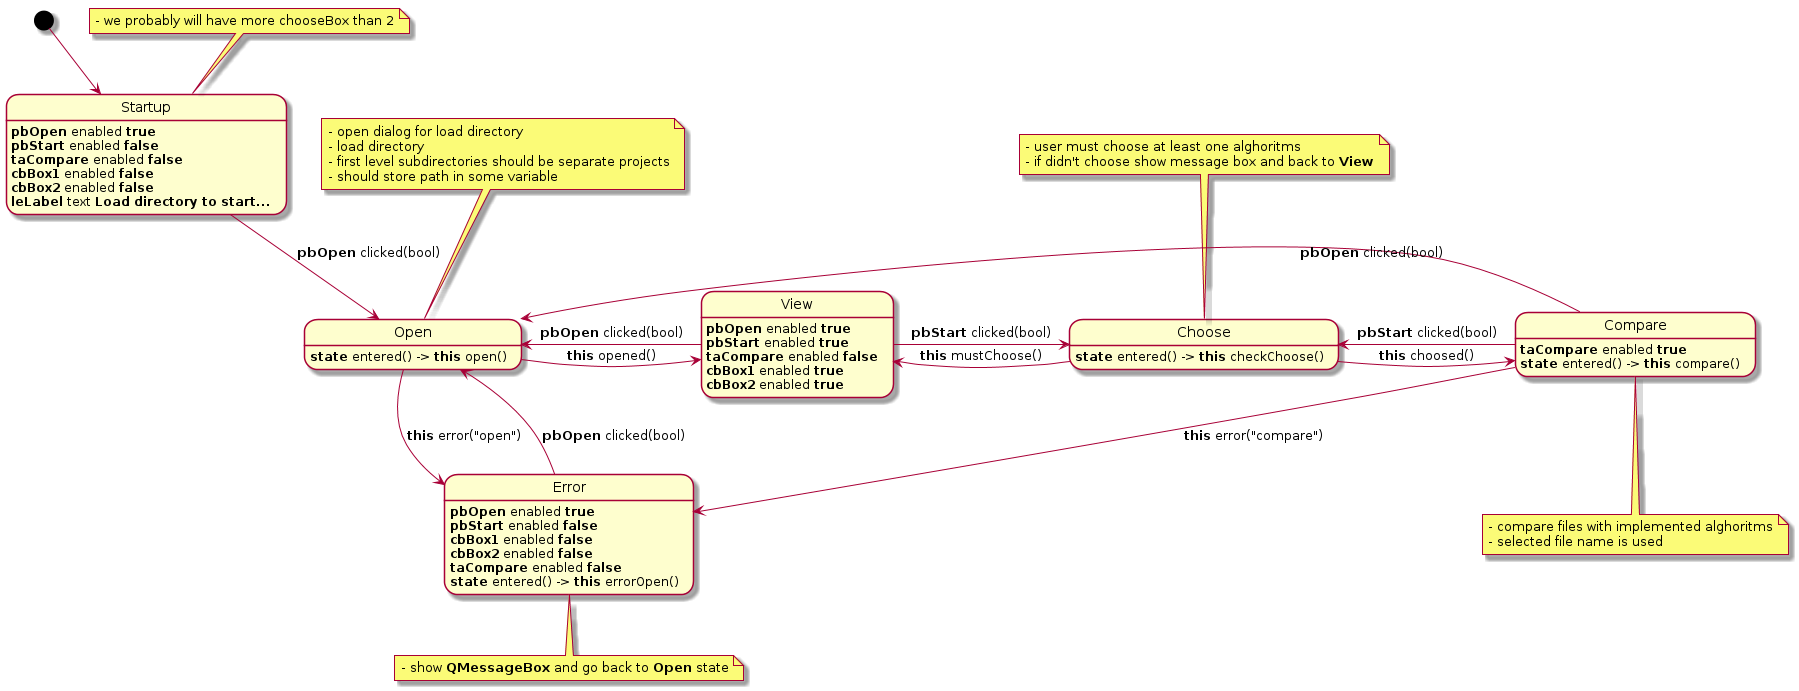 - we probably will have more chooseBox than 2
Startup
pbOpen enabled true
pbStart enabled false
taCompare enabled false
cbBox1 enabled false
cbBox2 enabled false
leLabel text Load directory to start...
- open dialog for load directory
- load directory
- first level subdirectories should be separate projects
- should store path in some variable
- user must choose at least one alghoritms
- if didn't choose show message box and back to View
pbOpen clicked(bool)
pbOpen clicked(bool)
Open
state entered() -> this open()
pbOpen clicked(bool)
this opened()
View
pbOpen enabled true
pbStart enabled true
taCompare enabled false
cbBox1 enabled true
cbBox2 enabled true
pbStart clicked(bool)
this mustChoose()
Choose
state entered() -> this checkChoose()
pbStart clicked(bool)
this choosed()
Compare
taCompare enabled true
state entered() -> this compare()
this error("open")
pbOpen clicked(bool)
this error("compare")
Error
pbOpen enabled true
pbStart enabled false
cbBox1 enabled false
cbBox2 enabled false
taCompare enabled false
state entered() -> this errorOpen()
- compare files with implemented alghoritms
- selected file name is used
- show QMessageBox and go back to Open state